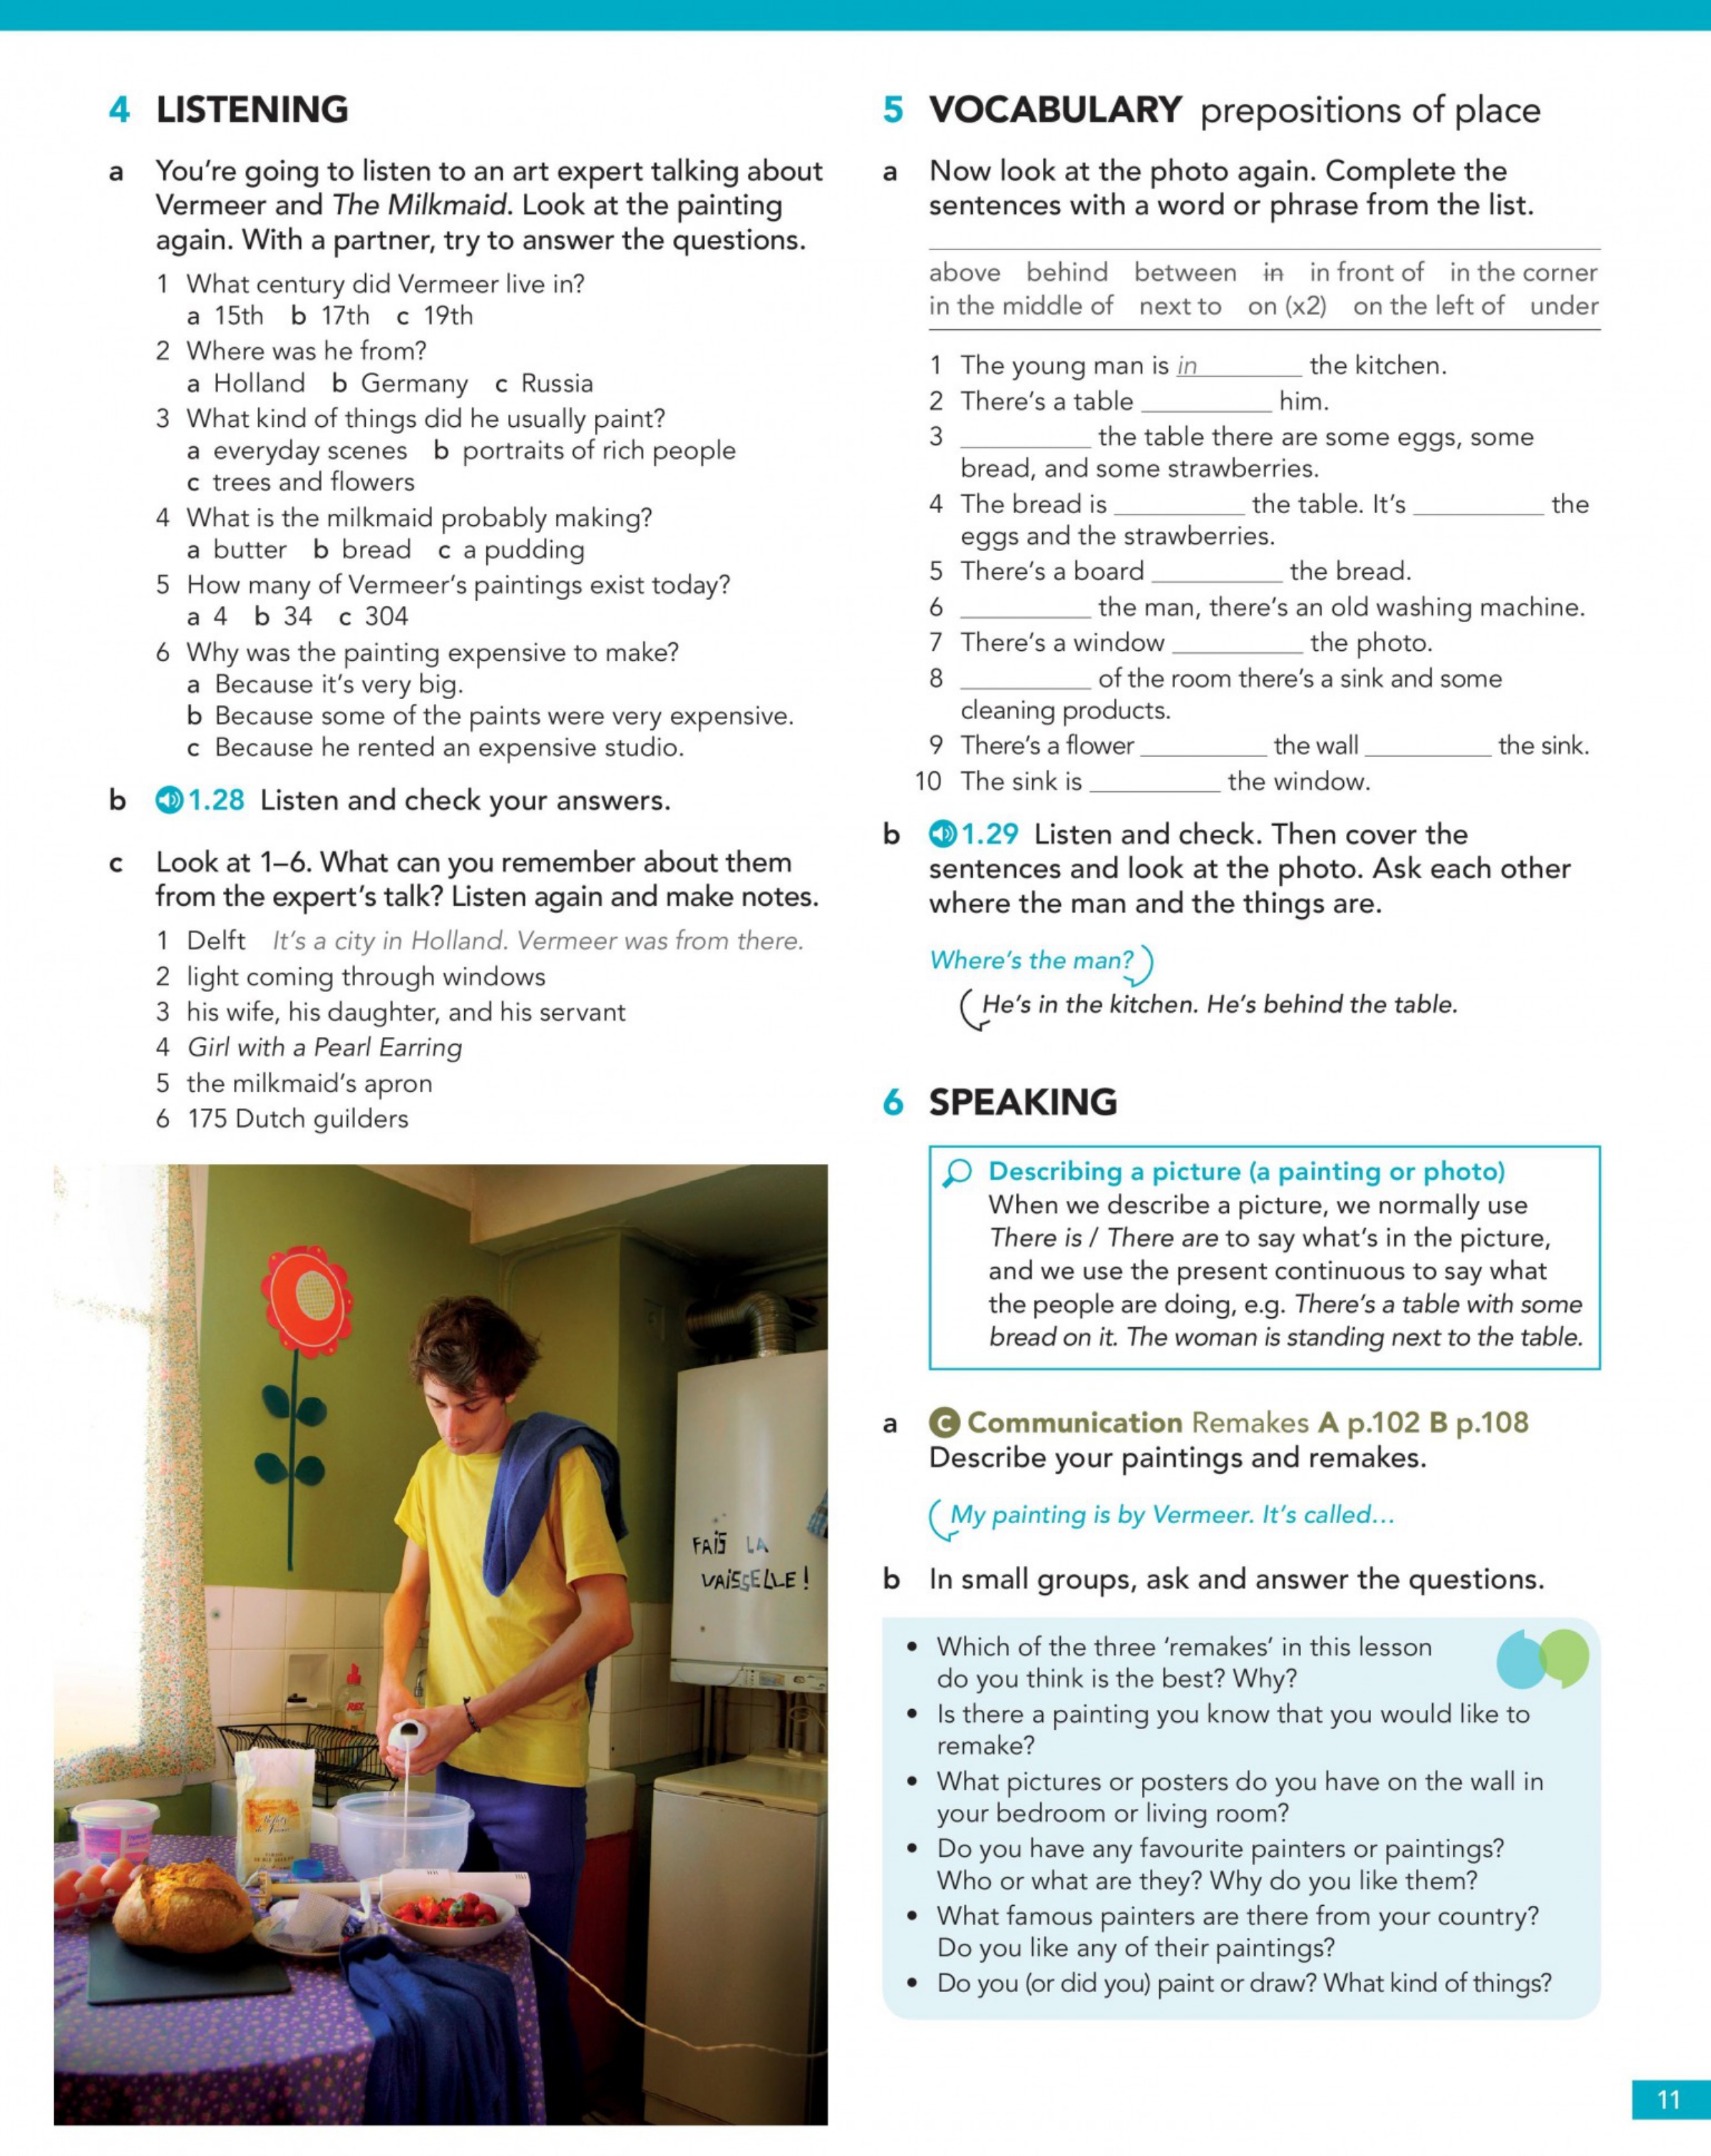 4 LISTENING
a You're going to listen to an art expert talking about
Vermeer and The Milkmaid. Look at the painting
again. With a partner, try to answer the questions.
1 What century did Vermeer live in?
a 15th b 17th c 19th
2 Where was he from?
a Holland b Germany c Russia
3 What kind of things did he usually paint?
a everyday scenes b portraits of rich people
c trees and flowers
4 What is the milkmaid probably making?
a butter b bread c a pudding
5 How many of Vermeer's paintings exist today?
a 4 b 34 c 304
6 Why was the painting expensive to make?
a Because it's very big.
b Because some of the paints were very expensive.
c Because he rented an expensive studio.
b 1.28 Listen and check your answers.
c Look at 1–6. What can you remember about them
from the expert's talk? Listen again and make notes.
1 Delft It's a city in Holland. Vermeer was from there.
2 light coming through windows
3 his wife, his daughter, and his servant
4 Girl with a Pearl Earring
5 the milkmaid's apron
6 175 Dutch guilders
FAIS LA
VAISSELLE!
REX
5 VOCABULARY prepositions of place
a Now look at the photo again. Complete the
sentences with a word or phrase from the list.
above behind between in in front of in the corner
in the middle of next to on (x2) on the left of under
1 The young man is in__________ the kitchen.
2 There's a table __________ him.
3 __________ the table there are some eggs, some
bread, and some strawberries.
4 The bread is __________ the table. It's __________ the
eggs and the strawberries.
5 There's a board __________ the bread.
6 __________ the man, there's an old washing machine.
7 There's a window __________ the photo.
8 __________ of the room there's a sink and some
cleaning products.
9 There's a flower __________ the wall __________ the sink.
10 The sink is __________ the window.
b 1.29 Listen and check. Then cover the
sentences and look at the photo. Ask each other
where the man and the things are.
Where's the man?
He's in the kitchen. He's behind the table.
6 SPEAKING
Describing a picture (a painting or photo)
When we describe a picture, we normally use
There is / There are to say what's in the picture,
and we use the present continuous to say what
the people are doing, e.g. There's a table with some
bread on it. The woman is standing next to the table.
a C Communication Remakes A p.102 B p.108
Describe your paintings and remakes.
My painting is by Vermeer. It's called…
b In small groups, ask and answer the questions.
• Which of the three 'remakes' in this lesson
do you think is the best? Why?
• Is there a painting you know that you would like to
remake?
• What pictures or posters do you have on the wall in
your bedroom or living room?
• Do you have any favourite painters or paintings?
Who or what are they? Why do you like them?
• What famous painters are there from your country?
Do you like any of their paintings?
• Do you (or did you) paint or draw? What kind of things?
11